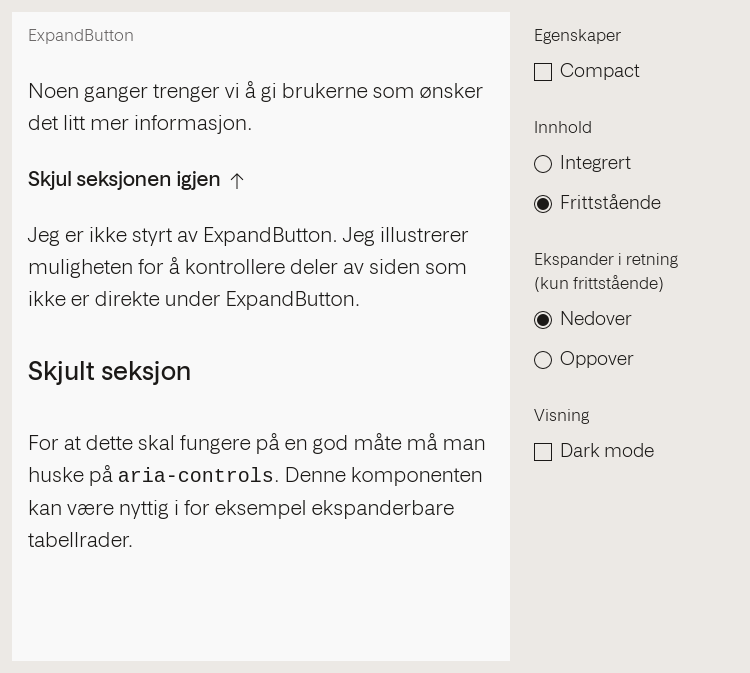 ExpandButton
Noen ganger trenger vi å gi brukerne som ønsker
det litt mer informasjon.
Skjul seksjonen igjen ↑
Jeg er ikke styrt av ExpandButton. Jeg illustrerer
muligheten for å kontrollere deler av siden som
ikke er direkte under ExpandButton.
Skjult seksjon
For at dette skal fungere på en god måte må man
huske på aria-controls. Denne komponenten
kan være nyttig i for eksempel ekspanderbare
tabellrader.
Egenskaper
Compact
Innhold
Integrert
Frittstående
Ekspander i retning
(kun frittstående)
Nedover
Oppover
Visning
Dark mode